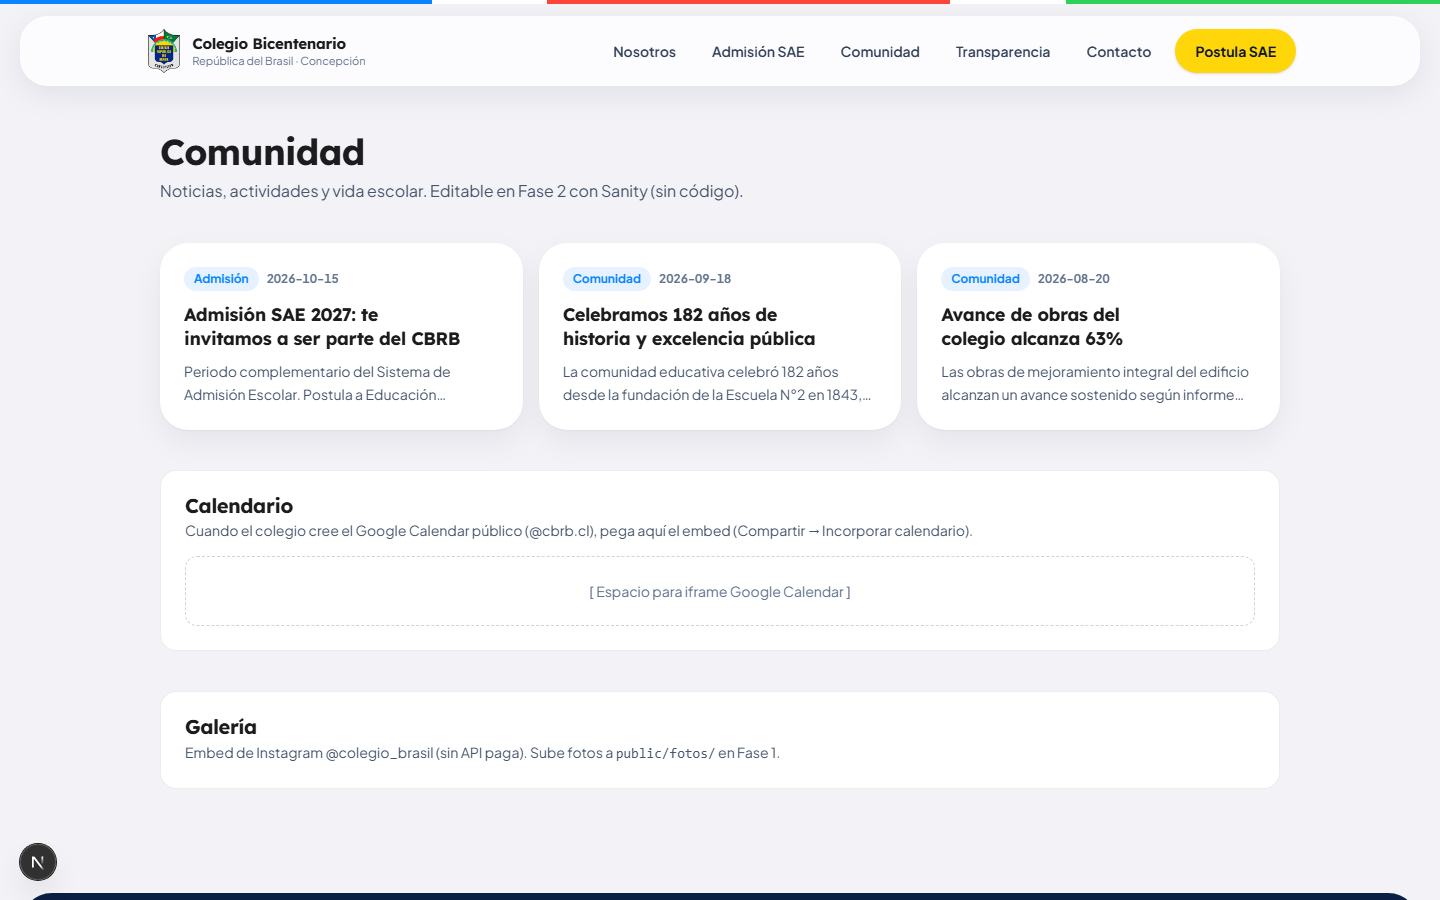 Colegio Bicentenario
República del Brasil · Concepción
Nosotros
Admisión SAE
Comunidad
Transparencia
Contacto
Postula SAE
Comunidad
Noticias, actividades y vida escolar. Editable en Fase 2 con Sanity (sin código).
Admisión 2026-10-15
Admisión SAE 2027: te
invitamos a ser parte del CBRB
Periodo complementario del Sistema de
Admisión Escolar. Postula a Educación…
Comunidad 2026-09-18
Celebramos 182 años de
historia y excelencia pública
La comunidad educativa celebró 182 años
desde la fundación de la Escuela N°2 en 1843,…
Comunidad 2026-08-20
Avance de obras del
colegio alcanza 63%
Las obras de mejoramiento integral del edificio
alcanzan un avance sostenido según informe…
Calendario
Cuando el colegio cree el Google Calendar público (@cbrb.cl), pega aquí el embed (Compartir → Incorporar calendario).
[ Espacio para iframe Google Calendar ]
Galería
Embed de Instagram @colegio_brasil (sin API paga). Sube fotos a public/fotos/ en Fase 1.
N